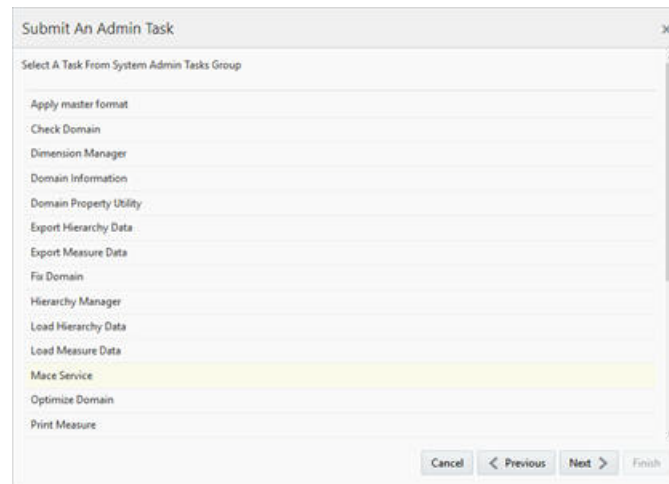 Submit An Admin Task
Select A Task From System Admin Tasks Group
Apply master format
Check Domain
Dimension Manager
Domain Information
Domain Property Utility
Export Hierarchy Data
Export Measure Data
Fix Domain
Hierarchy Manager
Load Hierarchy Data
Load Measure Data
Mace Service
Optimize Domain
Print Measure
Cancel Previous Next Finish